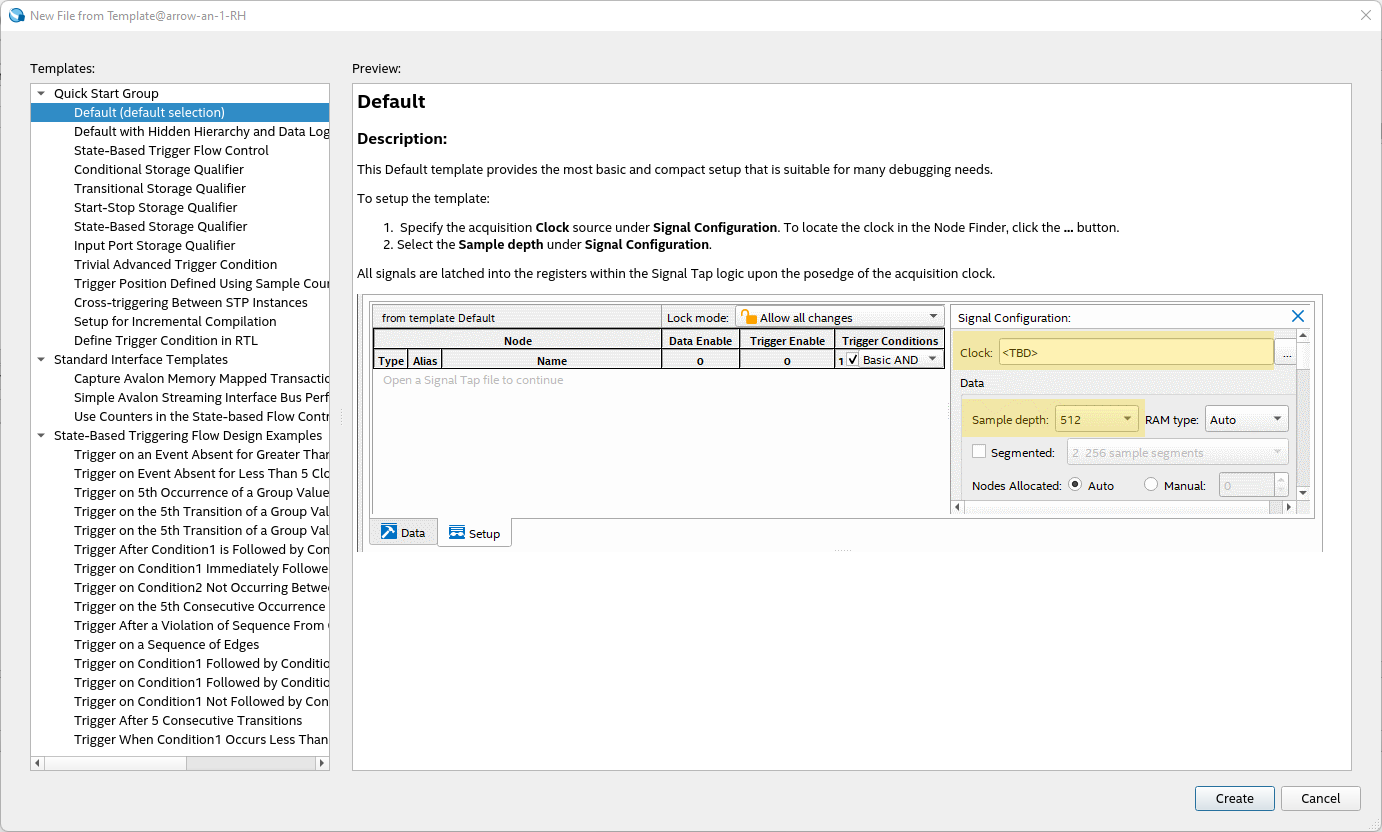 New File from Template@arrow-an-1-RH
Templates:
Quick Start Group
Default (default selection)
Default with Hidden Hierarchy and Data Log
State-Based Trigger Flow Control
Conditional Storage Qualifier
Transitional Storage Qualifier
Start-Stop Storage Qualifier
State-Based Storage Qualifier
Input Port Storage Qualifier
Trivial Advanced Trigger Condition
Trigger Position Defined Using Sample Cour
Cross-triggering Between STP Instances
Setup for Incremental Compilation
Define Trigger Condition in RTL
Standard Interface Templates
Capture Avalon Memory Mapped Transactio
Simple Avalon Streaming Interface Bus Perf
Use Counters in the State-based Flow Contr
State-Based Triggering Flow Design Examples
Trigger on an Event Absent for Greater Than
Trigger on Event Absent for Less Than 5 Clo
Trigger on 5th Occurrence of a Group Value
Trigger on the 5th Transition of a Group Val
Trigger on the 5th Transition of a Group Val
Trigger After Condition1 is Followed by Con
Trigger on Condition1 Immediately Followe
Trigger on Condition2 Not Occurring Betwe
Trigger on the 5th Consecutive Occurrence
Trigger After a Violation of Sequence From
Trigger on a Sequence of Edges
Trigger on Condition1 Followed by Conditio
Trigger on Condition1 Followed by Conditio
Trigger on Condition1 Not Followed by Con
Trigger After 5 Consecutive Transitions
Trigger When Condition1 Occurs Less Than
Preview:
Default
Description:
This Default template provides the most basic and compact setup that is suitable for many debugging needs.
To setup the template:
1. Specify the acquisition Clock source under Signal Configuration. To locate the clock in the Node Finder, click the ... button.
2. Select the Sample depth under Signal Configuration.
All signals are latched into the registers within the Signal Tap logic upon the posedge of the acquisition clock.
from template Default Lock mode: Allow all changes
Node Data Enable Trigger Enable Trigger Conditions
Type Alias Name 0 0 1 Basic AND
Open a Signal Tap file to continue
Signal Configuration:
Clock: <TBD> ...
Data
Sample depth: 512 RAM type: Auto
Segmented: 2 256 sample segments
Nodes Allocated: Auto Manual: 0
Data Setup
Create Cancel